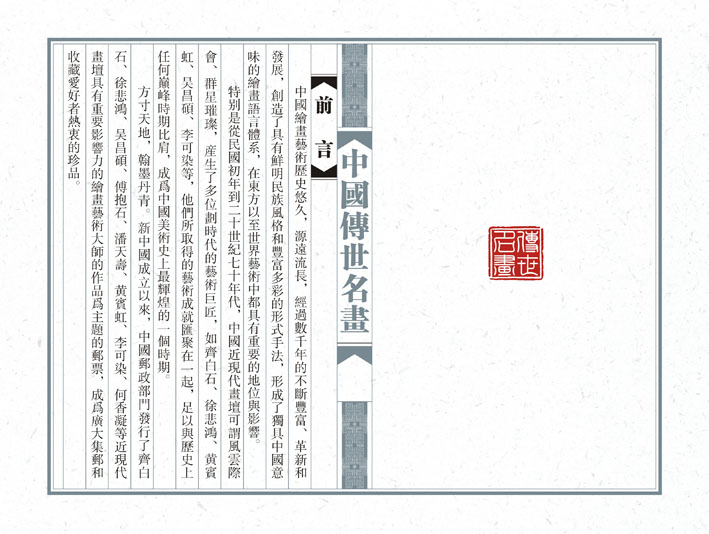 傳世名畫
中國傳世名畫
前言
中國繪畫藝術歷史悠久，源遠流長，經過數千年的不斷豐富、革新和
發展，創造了具有鮮明民族風格和豐富多彩的形式手法，形成了獨具中國意
味的繪畫語言體系，在東方以至世界藝術中都具有重要的地位與影響。
特别是從民國初年到二十世紀七十年代，中國近現代畫壇可謂風雲際
會、群星璀璨，産生了多位劃時代的藝術巨匠，如齊白石、徐悲鴻、黄賓
虹、吴昌碩、李可染等，他們所取得的藝術成就匯聚在一起，足以與歷史上
任何巔峰時期比肩，成爲中國美術史上最輝煌的一個時期。
方寸天地，翰墨丹青。新中國成立以來，中國郵政部門發行了齊白
石、徐悲鴻、吴昌碩、傅抱石、潘天壽、黄賓虹、李可染、何香凝等近現代
畫壇具有重要影響力的繪畫藝術大師的作品爲主題的郵票，成爲廣大集郵和
收藏愛好者熱衷的珍品。